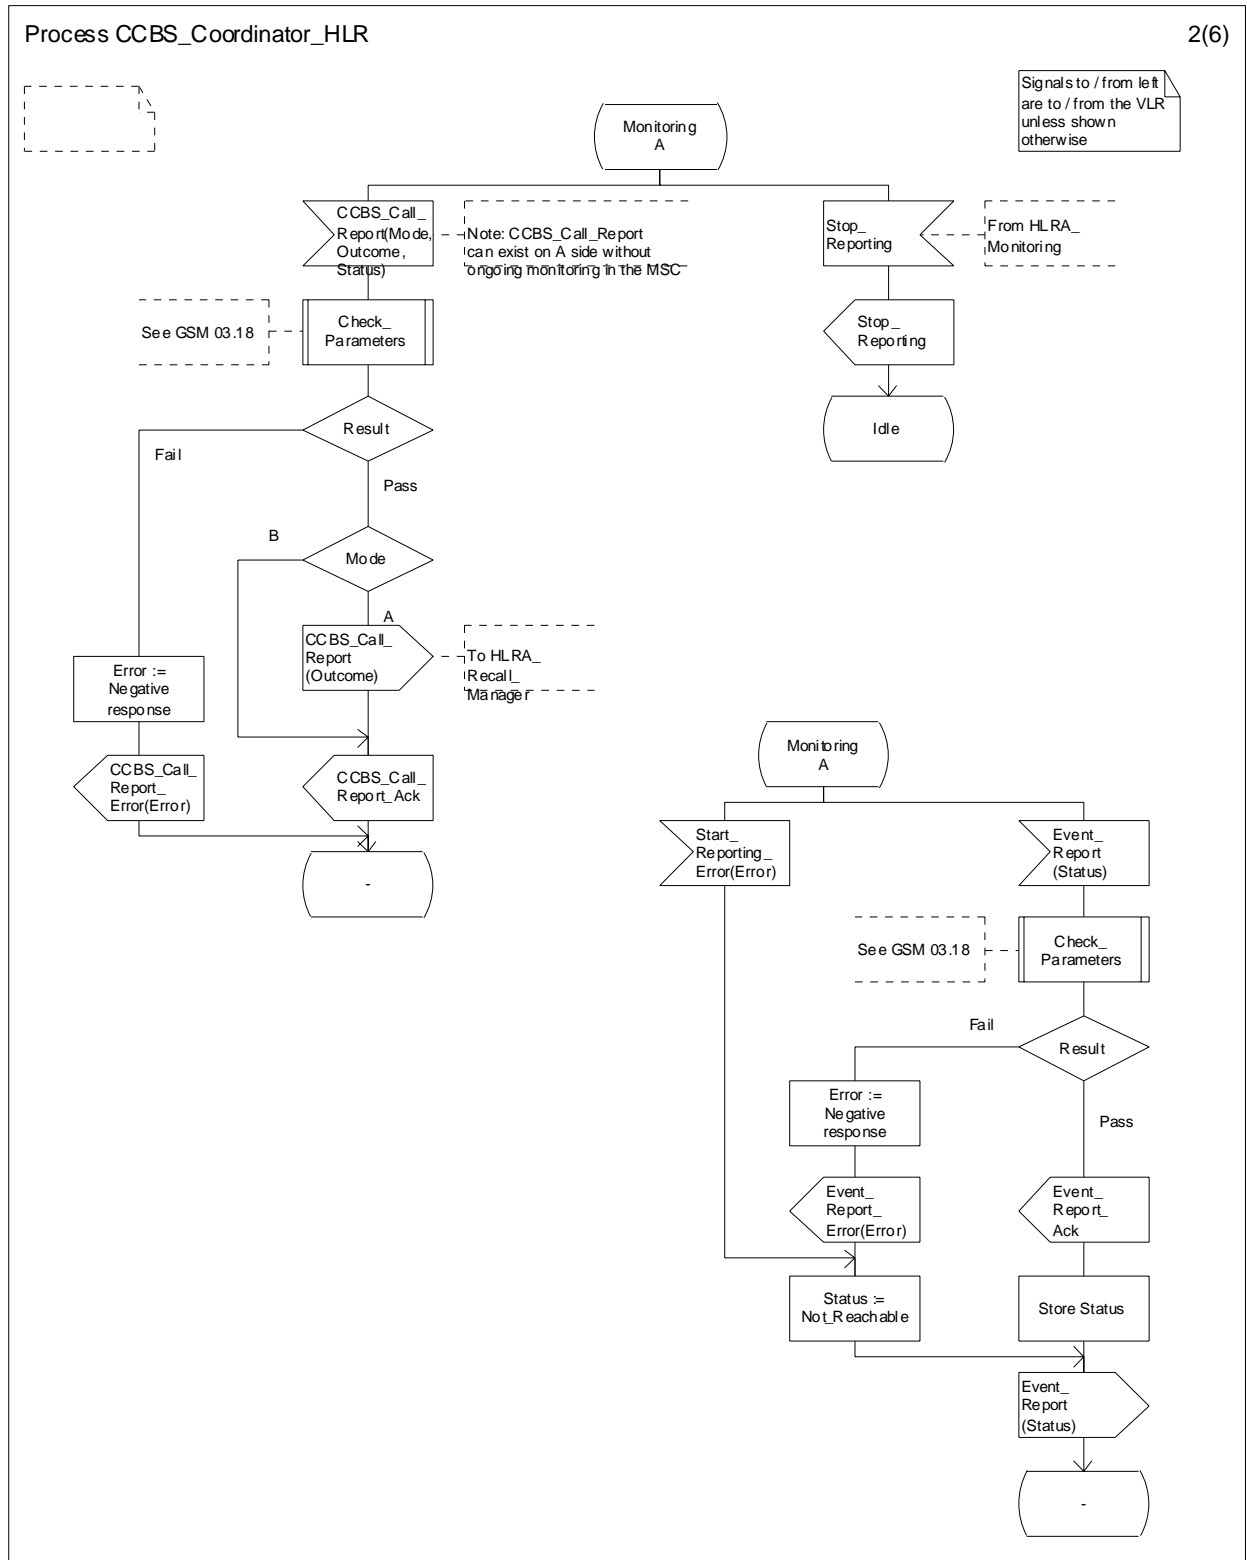 Process CCBS_Coordinator_HLR
2(6)
Signals to / from left
are to / from the VLR
unless shown
otherwise
Monitoring
A
CCBS_Call_
Report(Mode,
Outcome,
Status)
Note: CCBS_Call_Report
can exist on A side without
ongoing monitoring in the MSC
Stop_
Reporting
From HLRA_
Monitoring
See GSM 03.18
Check_
Parameters
Stop_
Reporting
Result
Idle
Fail
Pass
B
Mode
A
CCBS_Call_
Report
(Outcome)
To HLRA_
Recall_
Manager
Error :=
Negative
response
CCBS_Call_
Report_
Error(Error)
CCBS_Call_
Report_Ack
-
Monitoring
A
Start_
Reporting_
Error(Error)
Event_
Report
(Status)
See GSM 03.18
Check_
Parameters
Fail
Result
Error :=
Negative
response
Pass
Event_
Report_
Error(Error)
Event_
Report_
Ack
Status :=
Not_Reachable
Store Status
Event_
Report
(Status)
-